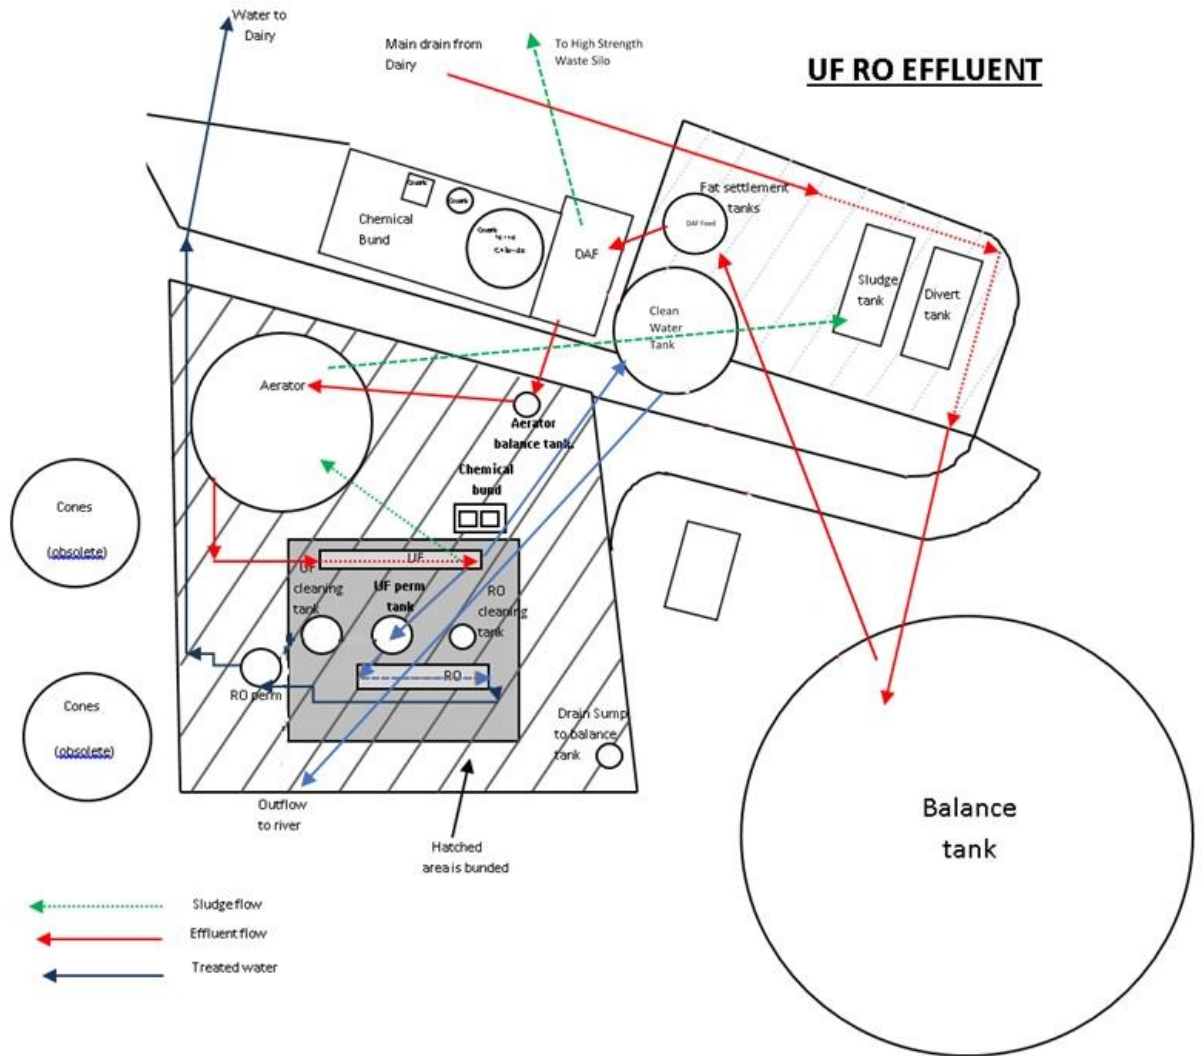 Water to
Dairy
Main drain from
Dairy
To High Strength
Waste Silo
UF RO EFFLUENT
Fat settlement
tanks
DAF Feed
Chemical
Bund
DAF
Sludge
tank
Divert
tank
Clean
Water
Tank
Aerator
Aerator
balance tank.
Chemical
bund
Cones
(obsolete)
UF
UF
cleaning
tank
UF perm
tank
RO
cleaning
tank
RO
RO perm
Cones
(obsolete)
Drain Sump
to balance
tank
Outflow
to river
Hatched
area is bunded
Balance
tank
Sludge flow
Effluent flow
Treated water